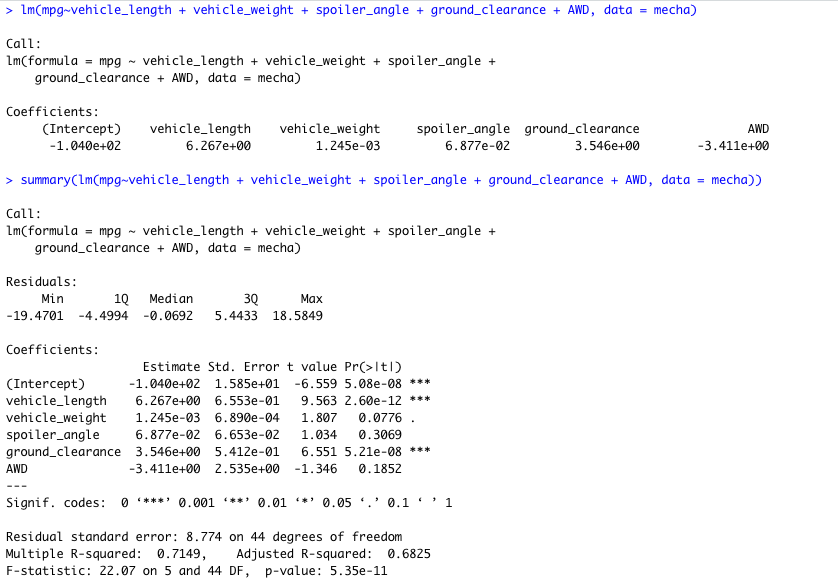 > lm(mpg~vehicle_length + vehicle_weight + spoiler_angle + ground_clearance + AWD, data = mecha)
Call:
lm(formula = mpg ~ vehicle_length + vehicle_weight + spoiler_angle +
    ground_clearance + AWD, data = mecha)
Coefficients:
     (Intercept)    vehicle_length    vehicle_weight     spoiler_angle  ground_clearance               AWD
      -1.040e+02         6.267e+00         1.245e-03         6.877e-02         3.546e+00        -3.411e+00
> summary(lm(mpg~vehicle_length + vehicle_weight + spoiler_angle + ground_clearance + AWD, data = mecha))
Call:
lm(formula = mpg ~ vehicle_length + vehicle_weight + spoiler_angle +
    ground_clearance + AWD, data = mecha)
Residuals:
     Min       1Q   Median       3Q      Max
-19.4701  -4.4994  -0.0692   5.4433  18.5849
Coefficients:
                   Estimate Std. Error t value Pr(>|t|)
(Intercept)      -1.040e+02  1.585e+01  -6.559 5.08e-08 ***
vehicle_length    6.267e+00  6.553e-01   9.563 2.60e-12 ***
vehicle_weight    1.245e-03  6.890e-04   1.807   0.0776 .
spoiler_angle     6.877e-02  6.653e-02   1.034   0.3069
ground_clearance  3.546e+00  5.412e-01   6.551 5.21e-08 ***
AWD              -3.411e+00  2.535e+00  -1.346   0.1852
---
Signif. codes:  0 ‘***’ 0.001 ‘**’ 0.01 ‘*’ 0.05 ‘.’ 0.1 ‘ ’ 1
Residual standard error: 8.774 on 44 degrees of freedom
Multiple R-squared:  0.7149,    Adjusted R-squared:  0.6825
F-statistic: 22.07 on 5 and 44 DF,  p-value: 5.35e-11